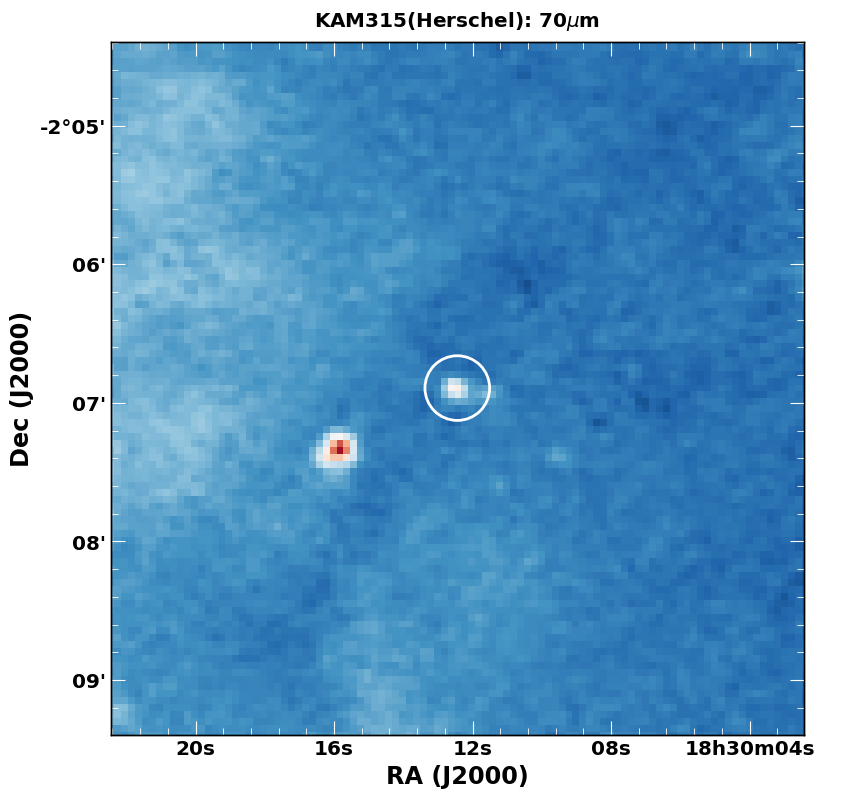 KAM315(Herschel): 70μm
-2°05'
06'
07'
08'
09'
Dec (J2000)
20s 16s 12s 08s 18h30m04s
RA (J2000)